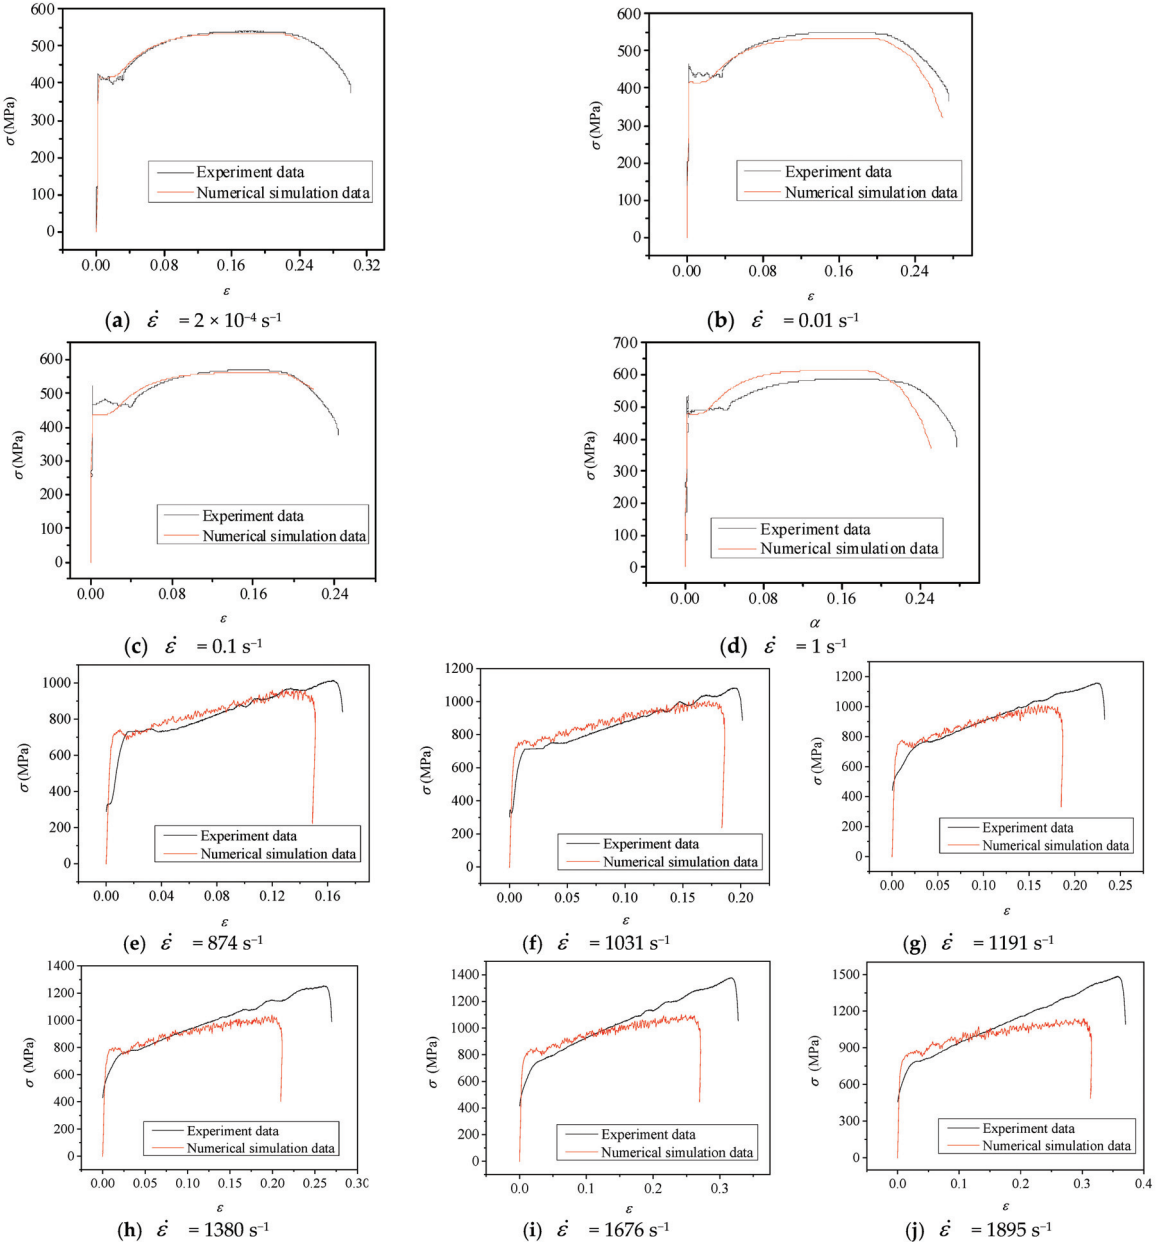 600
500
400
300
200
100
0
σ (MPa)
Experiment data
Numerical simulation data
0.00 0.08 0.16 0.24 0.32
ε
(a) ε̇ = 2 × 10⁻⁴ s⁻¹
600
500
400
300
200
100
0
σ (MPa)
Experiment data
Numerical simulation data
0.00 0.08 0.16 0.24
ε
(b) ε̇ = 0.01 s⁻¹
600
500
400
300
200
100
0
σ (MPa)
Experiment data
Numerical simulation data
0.00 0.08 0.16 0.24
ε
(c) ε̇ = 0.1 s⁻¹
700
600
500
400
300
200
100
0
σ (MPa)
Experiment data
Numerical simulation data
0.00 0.08 0.16 0.24
α
(d) ε̇ = 1 s⁻¹
1000
800
600
400
200
0
σ (MPa)
Experiment data
Numerical simulation data
0.00 0.04 0.08 0.12 0.16
ε
(e) ε̇ = 874 s⁻¹
1200
1000
800
600
400
200
0
σ (MPa)
Experiment data
Numerical simulation data
0.00 0.05 0.10 0.15 0.20
ε
(f) ε̇ = 1031 s⁻¹
1200
1000
800
600
400
200
0
σ (MPa)
Experiment data
Numerical simulation data
0.00 0.05 0.10 0.15 0.20 0.25
ε
(g) ε̇ = 1191 s⁻¹
1400
1200
1000
800
600
400
200
0
σ (MPa)
Experiment data
Numerical simulation data
0.00 0.05 0.10 0.15 0.20 0.25 0.30
ε
(h) ε̇ = 1380 s⁻¹
1400
1200
1000
800
600
400
200
0
σ (MPa)
Experiment data
Numerical simulation data
0.0 0.1 0.2 0.3
ε
(i) ε̇ = 1676 s⁻¹
1500
1200
900
600
300
0
σ (MPa)
Experiment data
Numerical simulation data
0.0 0.1 0.2 0.3 0.4
ε
(j) ε̇ = 1895 s⁻¹